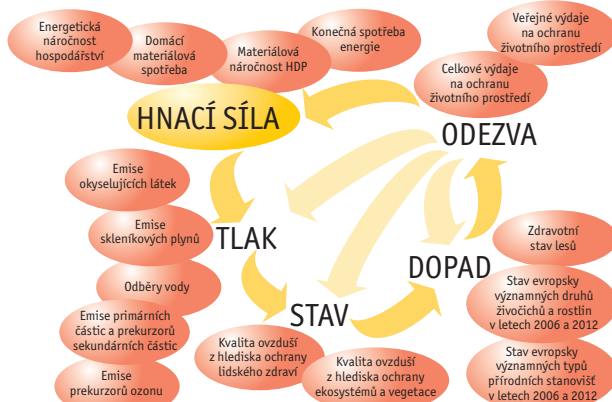 Energetická
náročnost
hospodářství
Domácí
materiálová
spotřeba
Materiálová
náročnost HDP
Konečná spotřeba
energie
Veřejné výdaje
na ochranu
životního prostředí
Celkové výdaje
na ochranu
životního prostředí
HNACÍ SÍLA
ODEZVA
Emise
okyselujících látek
Emise
skleníkových plynů
TLAK
Odběry vody
Emise primárních
částic a prekurzorů
sekundárních částic
Emise
prekurzorů ozonu
STAV
Kvalita ovzduší
z hlediska ochrany
lidského zdraví
Kvalita ovzduší
z hlediska ochrany
ekosystémů a vegetace
DOPAD
Zdravotní
stav lesů
Stav evropsky
významných druhů
živočichů a rostlin
v letech 2006 a 2012
Stav evropsky
významných typů
přírodních stanovišť
v letech 2006 a 2012